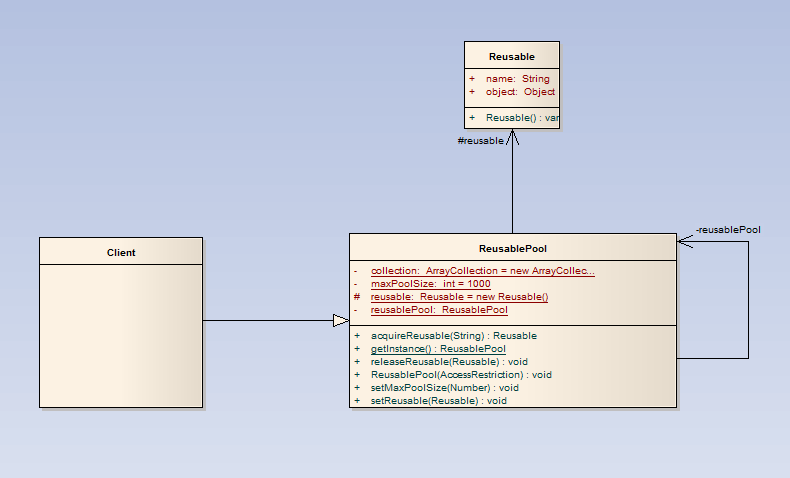 Reusable
+ name: String
+ object: Object
+ Reusable() : var
#reusable
-reusablePool
Client
ReusablePool
- collection: ArrayCollection = new ArrayCollec...
- maxPoolSize: int = 1000
# reusable: Reusable = new Reusable()
- reusablePool: ReusablePool
+ acquireReusable(String) : Reusable
+ getInstance() : ReusablePool
+ releaseReusable(Reusable) : void
+ ReusablePool(AccessRestriction) : void
+ setMaxPoolSize(Number) : void
+ setReusable(Reusable) : void